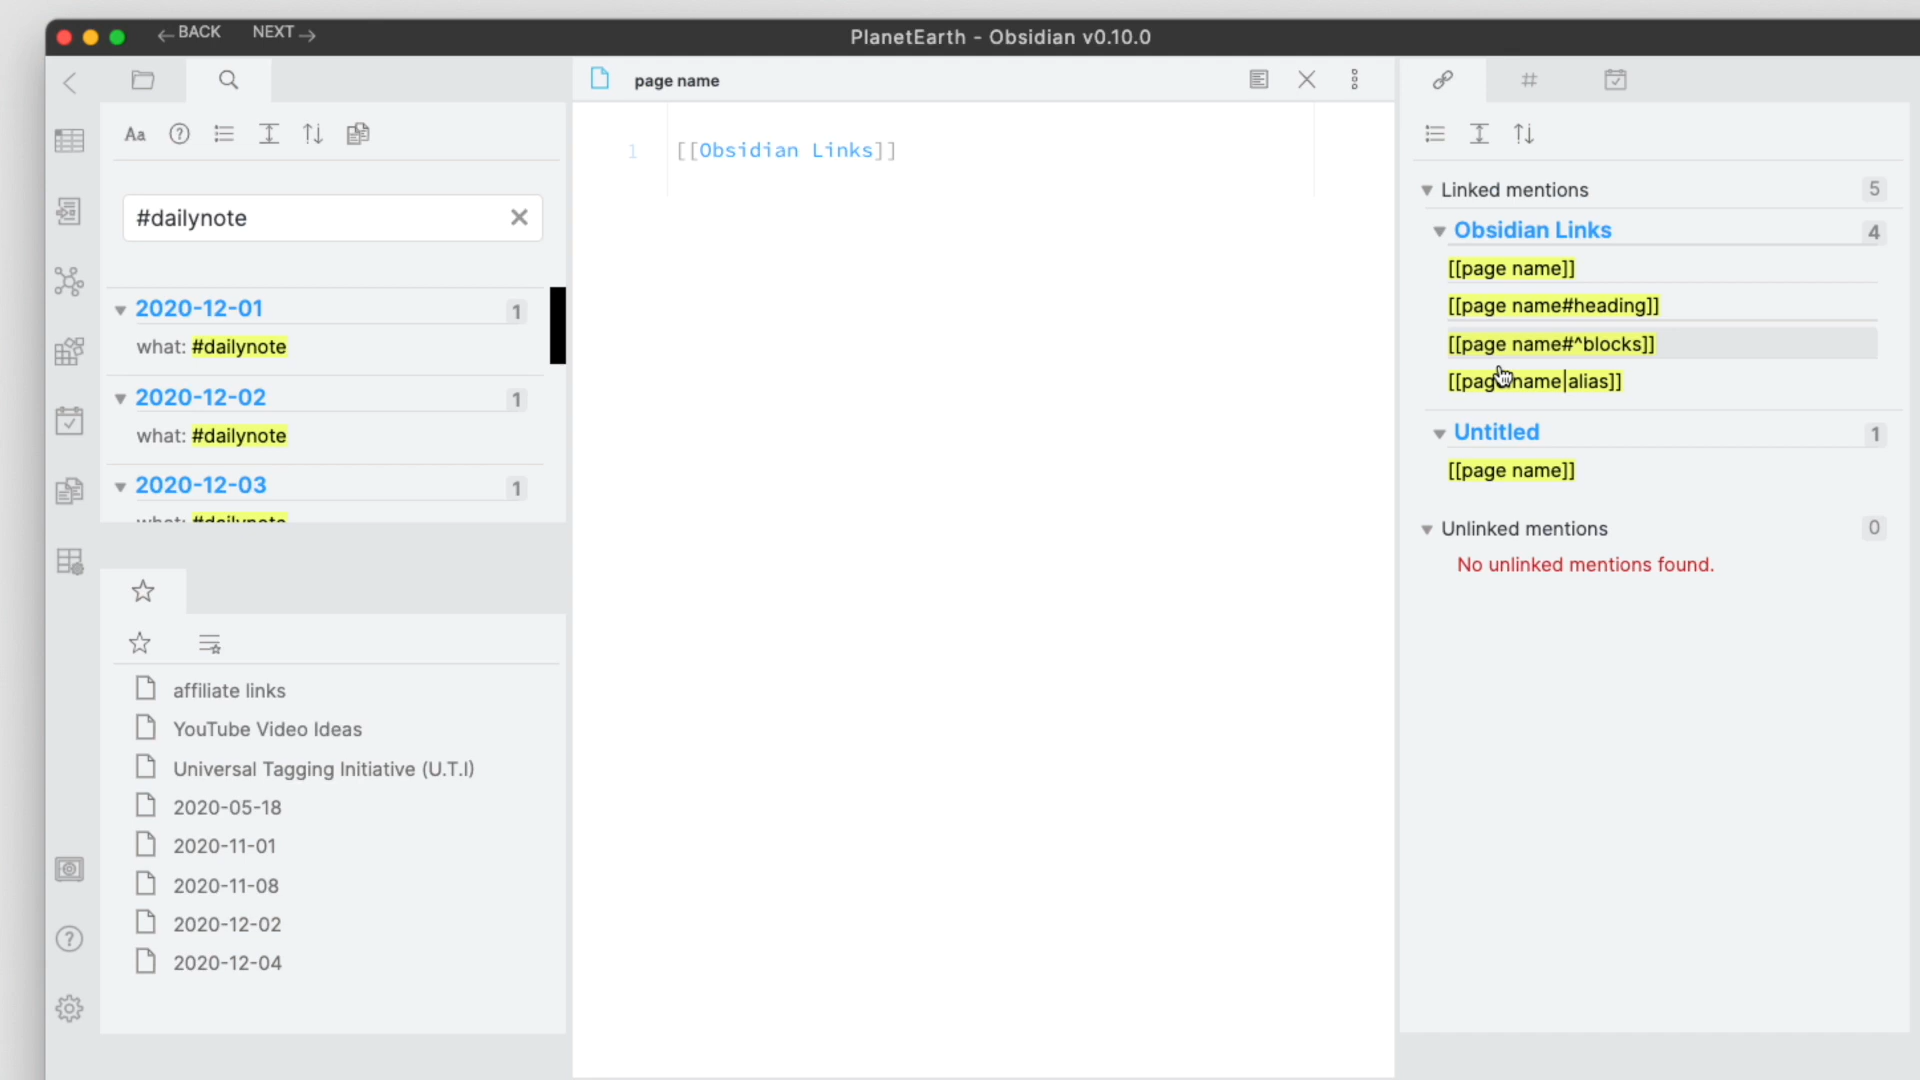 ← BACK NEXT →
PlanetEarth - Obsidian v0.10.0
page name
Aa
#dailynote
2020-12-01 1
what: #dailynote
2020-12-02 1
what: #dailynote
2020-12-03 1
what: #dailynote
affiliate links
YouTube Video Ideas
Universal Tagging Initiative (U.T.I)
2020-05-18
2020-11-01
2020-11-08
2020-12-02
2020-12-04
1 [[Obsidian Links]]
Linked mentions 5
Obsidian Links 4
[[page name]]
[[page name#heading]]
[[page name#^blocks]]
[[page name|alias]]
Untitled 1
[[page name]]
Unlinked mentions 0
No unlinked mentions found.